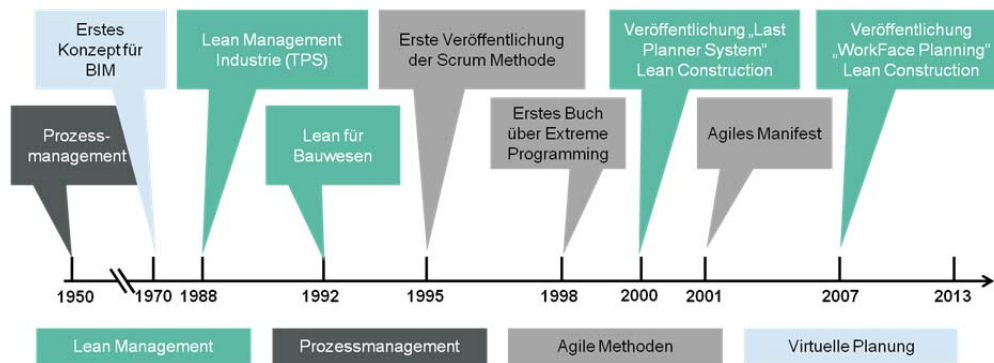 Erstes
Konzept für
BIM
Lean Management
Industrie (TPS)
Erste Veröffentlichung
der Scrum Methode
Veröffentlichung „Last
Planner System“
Lean Construction
Veröffentlichung
„WorkFace Planning“
Lean Construction
Prozess-
management
Lean für
Bauwesen
Erstes Buch
über Extreme
Programming
Agiles Manifest
1950
1970
1988
1992
1995
1998
2000
2001
2007
2013
Lean Management
Prozessmanagement
Agile Methoden
Virtuelle Planung